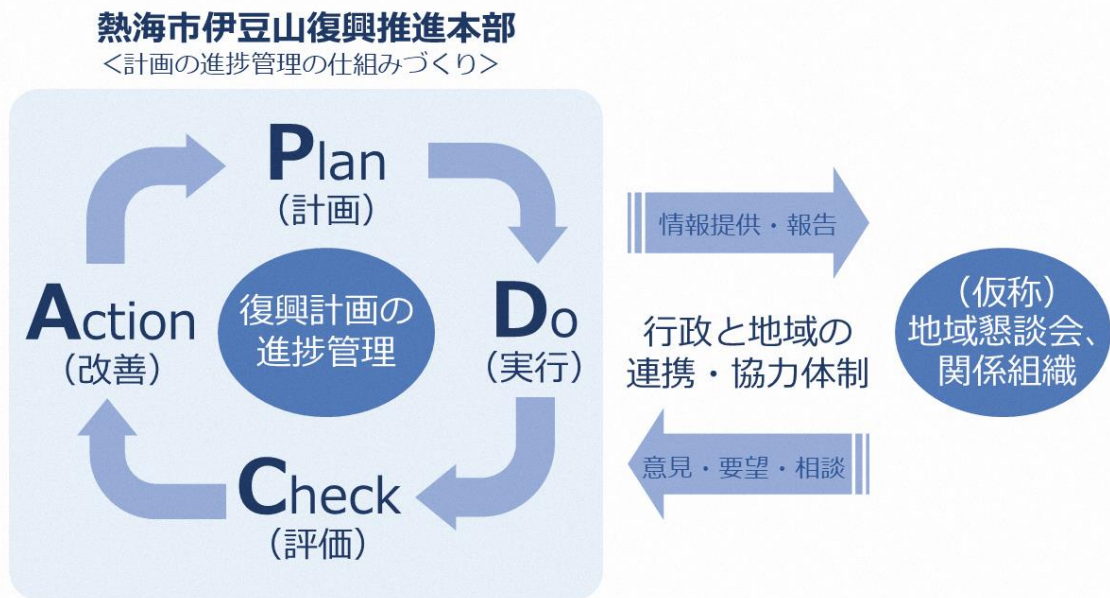 熱海市伊豆山復興推進本部
<計画の進捗管理の仕組みづくり>
Plan
(計画)
Do
(実行)
Check
(評価)
Action
(改善)
復興計画の
進捗管理
情報提供・報告
行政と地域の
連携・協力体制
意見・要望・相談
(仮称)
地域懇談会、
関係組織